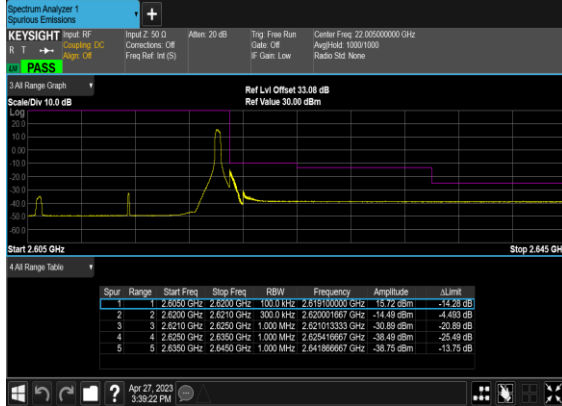 Spectrum Analyzer 1
Spurious Emissions
+
KEYSIGHT Input: RF Input Z: 50 Ω Atten: 20 dB Trig: Free Run Center Freq: 22.005000000 GHz
R T Coupling: DC Corrections: Off Gate: Off Avg|Hold: 1000/1000
Align: Off Freq Ref: Int (S) IF Gain: Low Radio Std: None
PASS
3 All Range Graph
Ref Lvl Offset 33.08 dB
Scale/Div 10.0 dB Ref Value 30.00 dBm
Log
20.0
10.0
0.00
-10.0
-20.0
-30.0
-40.0
-50.0
-60.0
Start 2.605 GHz Stop 2.645 GH
4 All Range Table
Spur Range Start Freq Stop Freq RBW Frequency Amplitude ΔLimit
1 1 2.6050 GHz 2.6200 GHz 100.0 kHz 2.619100000 GHz 15.72 dBm -14.28 dB
2 2 2.6200 GHz 2.6210 GHz 300.0 kHz 2.620001667 GHz -14.49 dBm -4.493 dB
3 3 2.6210 GHz 2.6250 GHz 1.000 MHz 2.621013333 GHz -30.89 dBm -20.89 dB
4 4 2.6250 GHz 2.6350 GHz 1.000 MHz 2.625416667 GHz -38.49 dBm -25.49 dB
5 5 2.6350 GHz 2.6450 GHz 1.000 MHz 2.641866667 GHz -38.75 dBm -13.75 dB
? Apr 27, 2023
3:39:22 PM